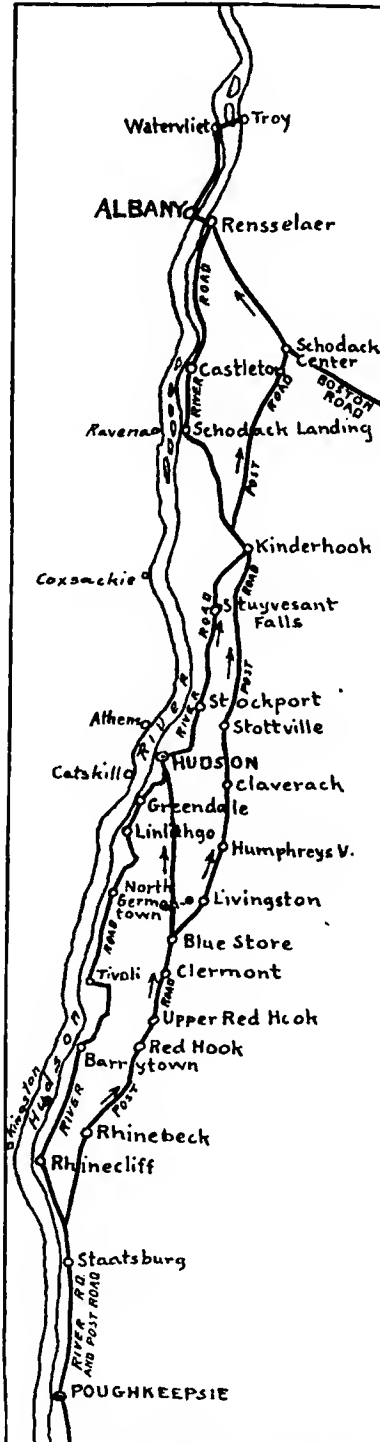 Watervliet
Troy
ALBANY
Rensselaer
ROAD
RIVER
Schodack
Center
BOSTON
ROAD
Castleton
ROAD
Ravena
Schodack Landing
POST
Kinderhook
Coxsackie
ROAD
Stuyvesant
Falls
ROAD
POST
RIVER
Stockport
Athens
River
Stottville
HUDSON
Catskill
Claverack
Greendale
Linlithgo
Humphreys V.
North
German
town
Livingston
ROAD
Blue Store
Tivoli
Clermont
ROAD
Upper Red Hook
Hudson
Kingston
Barrytown
Red Hook
RIVER
POST
Rhinebeck
Rhinecliff
Staatsburg
RIVER RD.
AND POST ROAD
POUGHKEEPSIE